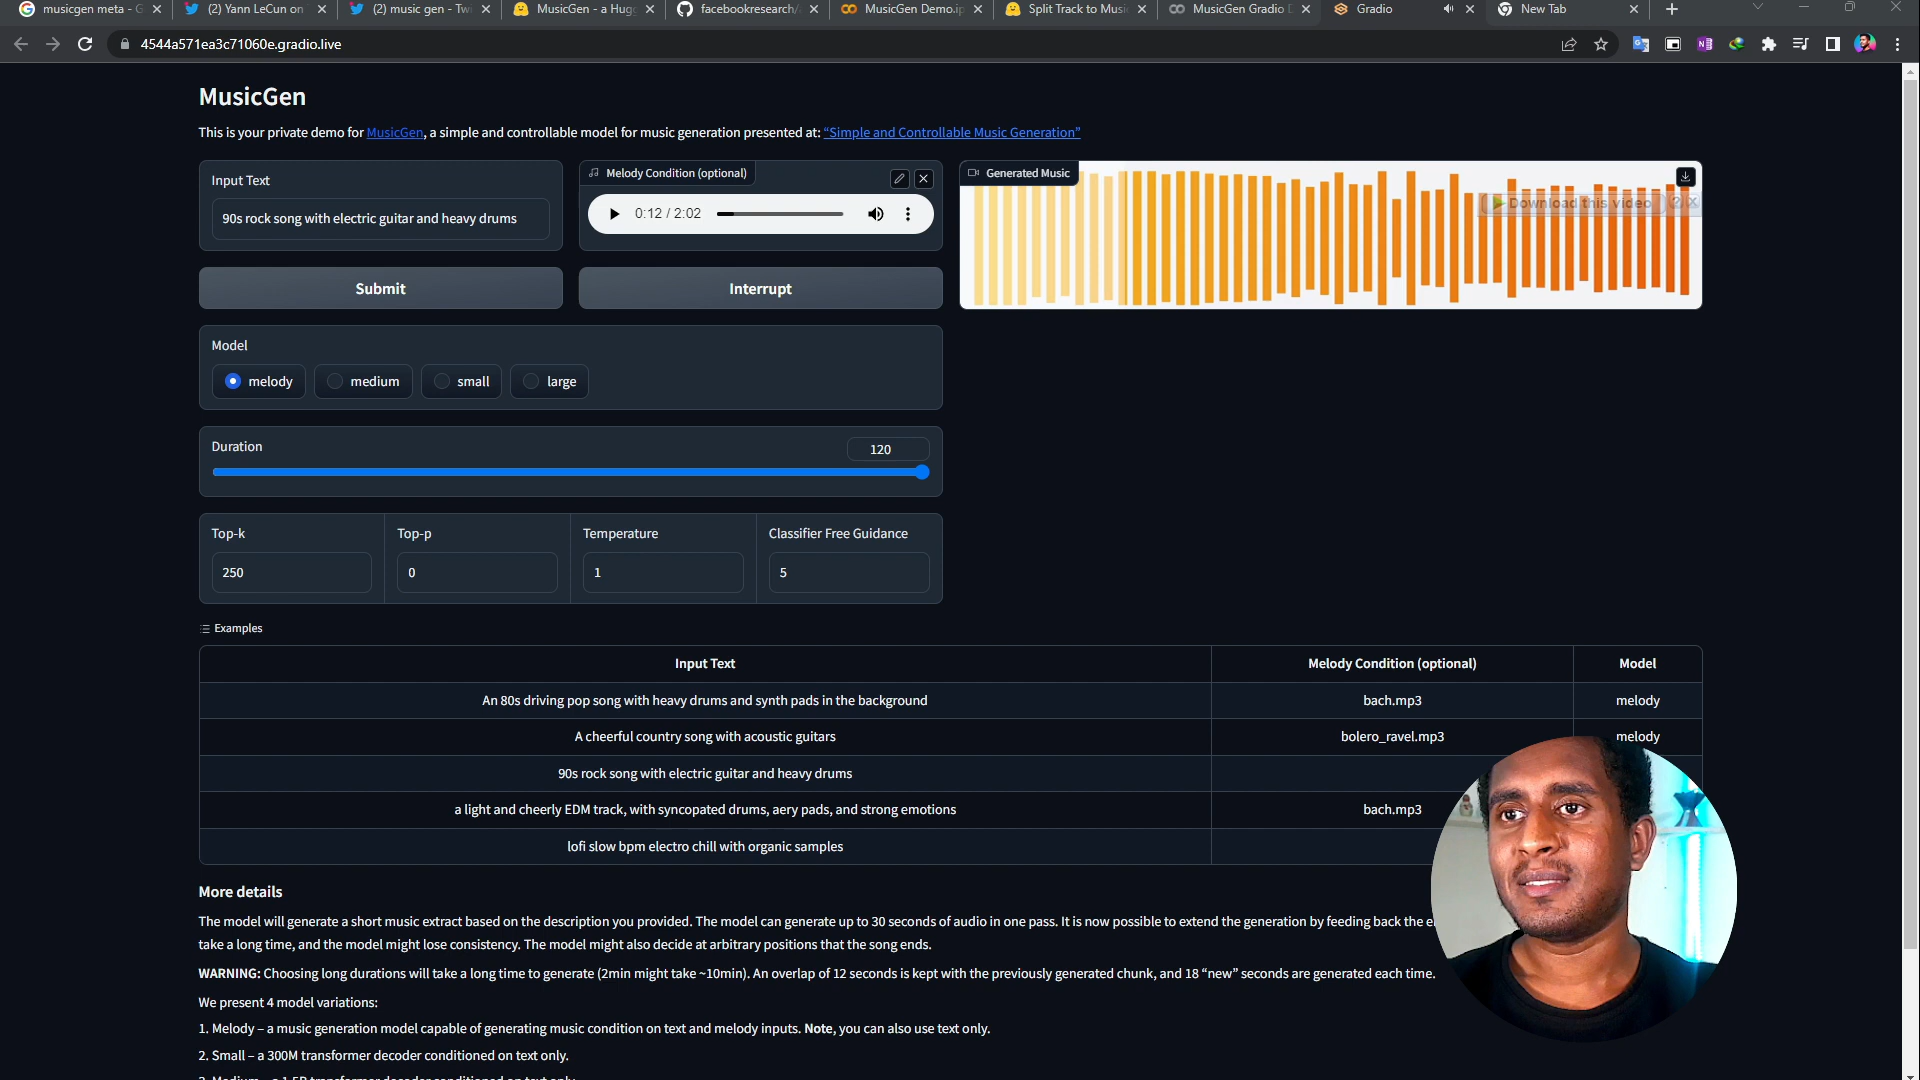 musicgen meta - G
(2) Yann LeCun on
(2) music gen - Twi
MusicGen - a Hugg
facebookresearch/
MusicGen Demo.ip
Split Track to Musi
MusicGen Gradio D
Gradio
New Tab
4544a571ea3c71060e.gradio.live
MusicGen
This is your private demo for MusicGen, a simple and controllable model for music generation presented at: “Simple and Controllable Music Generation”
Input Text
90s rock song with electric guitar and heavy drums
Melody Condition (optional)
0:12 / 2:02
Generated Music
Download this video
Submit
Interrupt
Model
melody
medium
small
large
Duration
120
Top-k
Top-p
Temperature
Classifier Free Guidance
250
0
1
5
Examples
Input Text
Melody Condition (optional)
Model
An 80s driving pop song with heavy drums and synth pads in the background
bach.mp3
melody
A cheerful country song with acoustic guitars
bolero_ravel.mp3
melody
90s rock song with electric guitar and heavy drums
a light and cheerly EDM track, with syncopated drums, aery pads, and strong emotions
bach.mp3
lofi slow bpm electro chill with organic samples
More details
The model will generate a short music extract based on the description you provided. The model can generate up to 30 seconds of audio in one pass. It is now possible to extend the generation by feeding back the
take a long time, and the model might lose consistency. The model might also decide at arbitrary positions that the song ends.
WARNING: Choosing long durations will take a long time to generate (2min might take ~10min). An overlap of 12 seconds is kept with the previously generated chunk, and 18 “new” seconds are generated each time.
We present 4 model variations:
1. Melody – a music generation model capable of generating music condition on text and melody inputs. Note, you can also use text only.
2. Small – a 300M transformer decoder conditioned on text only.
3. Medium – a 1.5B transformer decoder conditioned on text only.